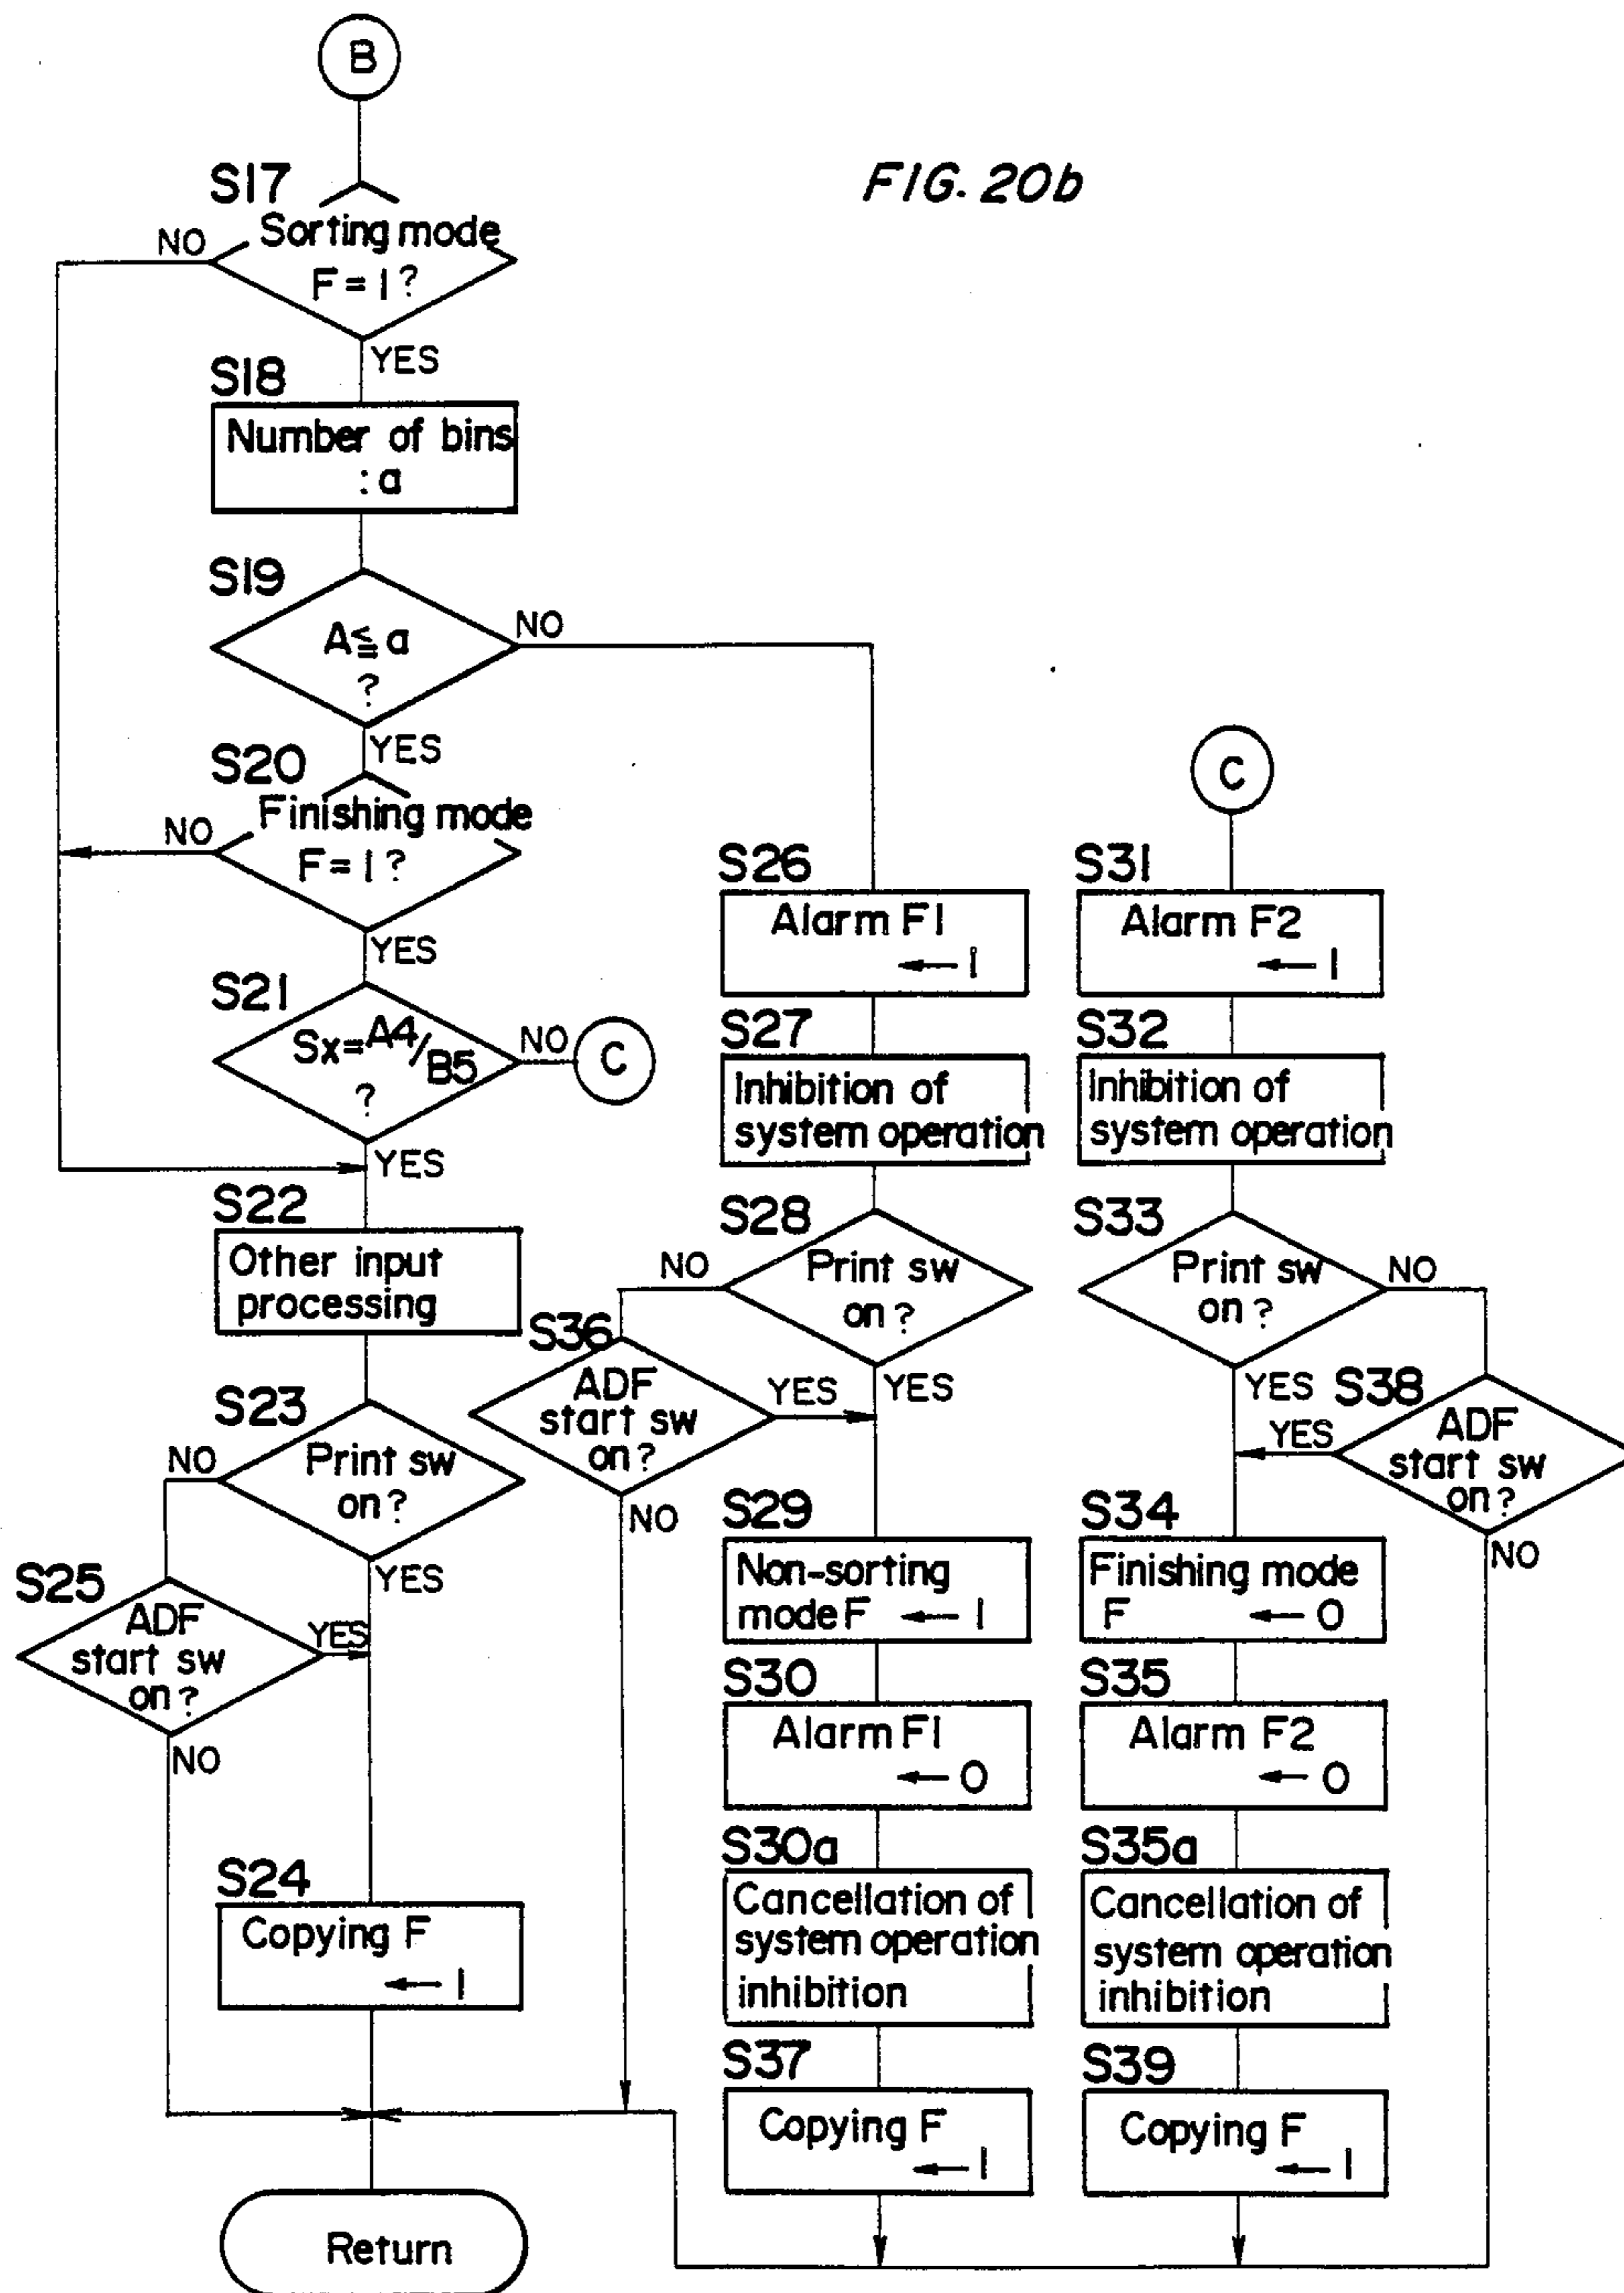 B
FIG. 20b
S17
Sorting mode
F = 1 ?
NO
YES
S18
Number of bins
: a
S19
A ≦ a
?
NO
YES
S20
Finishing mode
F = 1 ?
NO
YES
S21
Sx = A4/B5
?
NO
C
YES
S22
Other input
processing
S23
Print sw
on ?
NO
YES
S25
ADF
start sw
on ?
YES
NO
S24
Copying F
← 1
Return
S26
Alarm F1
← 1
S27
Inhibition of
system operation
S28
Print sw
on ?
NO
YES
S36
ADF
start sw
on ?
YES
NO
S29
Non-sorting
mode F ← 1
S30
Alarm F1
← 0
S30a
Cancellation of
system operation
inhibition
S37
Copying F
← 1
C
S31
Alarm F2
← 1
S32
Inhibition of
system operation
S33
Print sw
on ?
NO
YES
S38
ADF
start sw
on ?
YES
NO
S34
Finishing mode
F ← 0
S35
Alarm F2
← 0
S35a
Cancellation of
system operation
inhibition
S39
Copying F
← 1